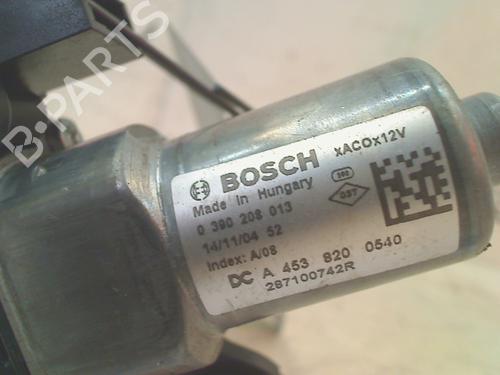 B-PARTS
BOSCH
xACOx12V
Made in Hungary
0 390 208 013
14/11/04 52
Index: A/08
DC A 453 820 0540
287100742R